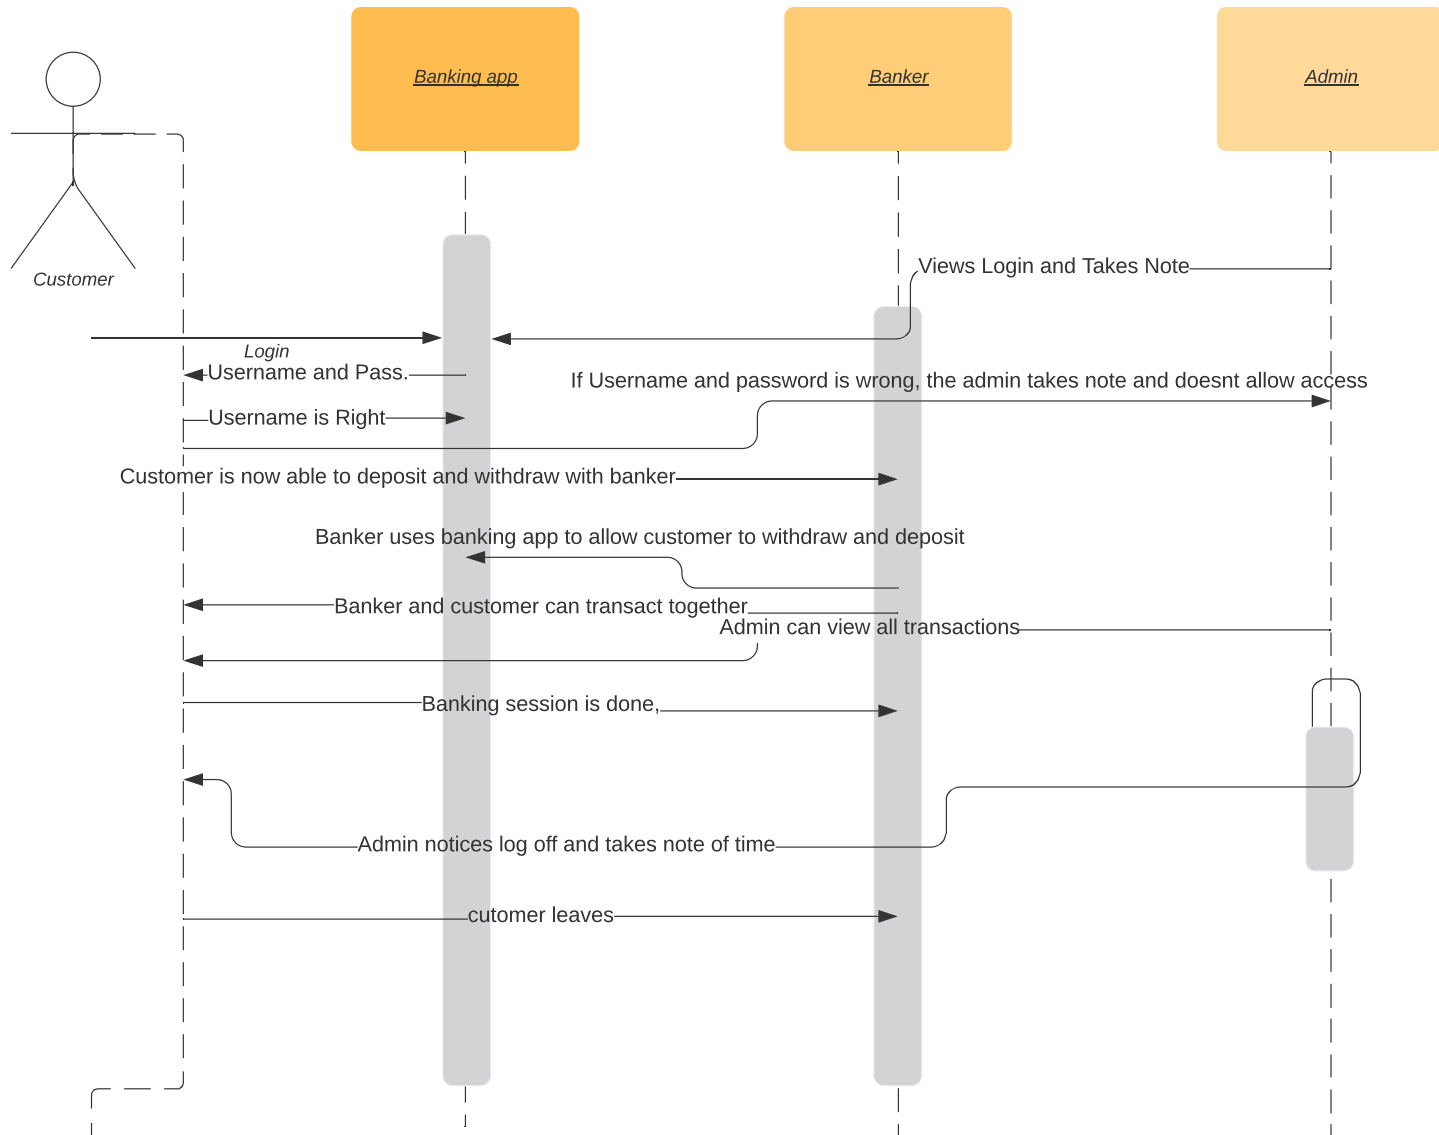 Banking app
Banker
Admin
Customer
Views Login and Takes Note
Login
Username and Pass.
If Username and password is wrong, the admin takes note and doesnt allow access
Username is Right
Customer is now able to deposit and withdraw with banker
Banker uses banking app to allow customer to withdraw and deposit
Banker and customer can transact together
Admin can view all transactions
Banking session is done,
Admin notices log off and takes note of time
cutomer leaves